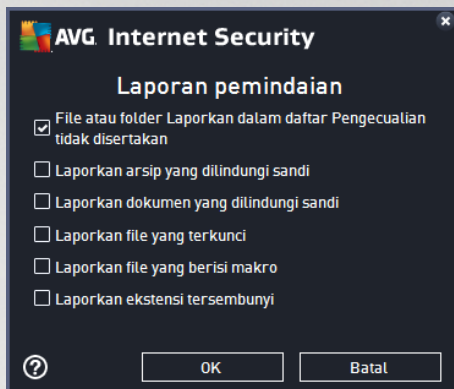 AVG. Internet Security
Laporan pemindaian
File atau folder Laporkan dalam daftar Pengecualian
tidak disertakan
Laporkan arsip yang dilindungi sandi
Laporkan dokumen yang dilindungi sandi
Laporkan file yang terkunci
Laporkan file yang berisi makro
Laporkan ekstensi tersembunyi
?
OK
Batal